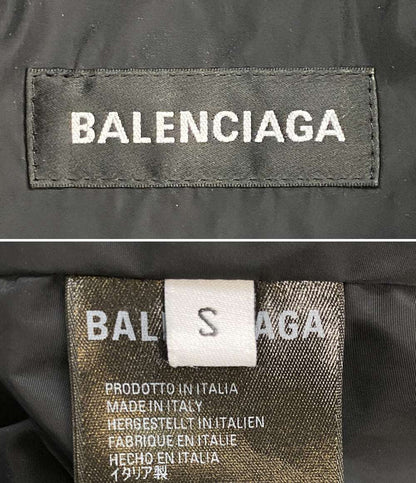 BALENCIAGA
BAL AGA
S
PRODOTTO IN ITALIA
MADE IN ITALY
HERGESTELLT IN ITALIEN
FABRIQUE EN ITALIE
HECHO EN ITALIA
イタリア製